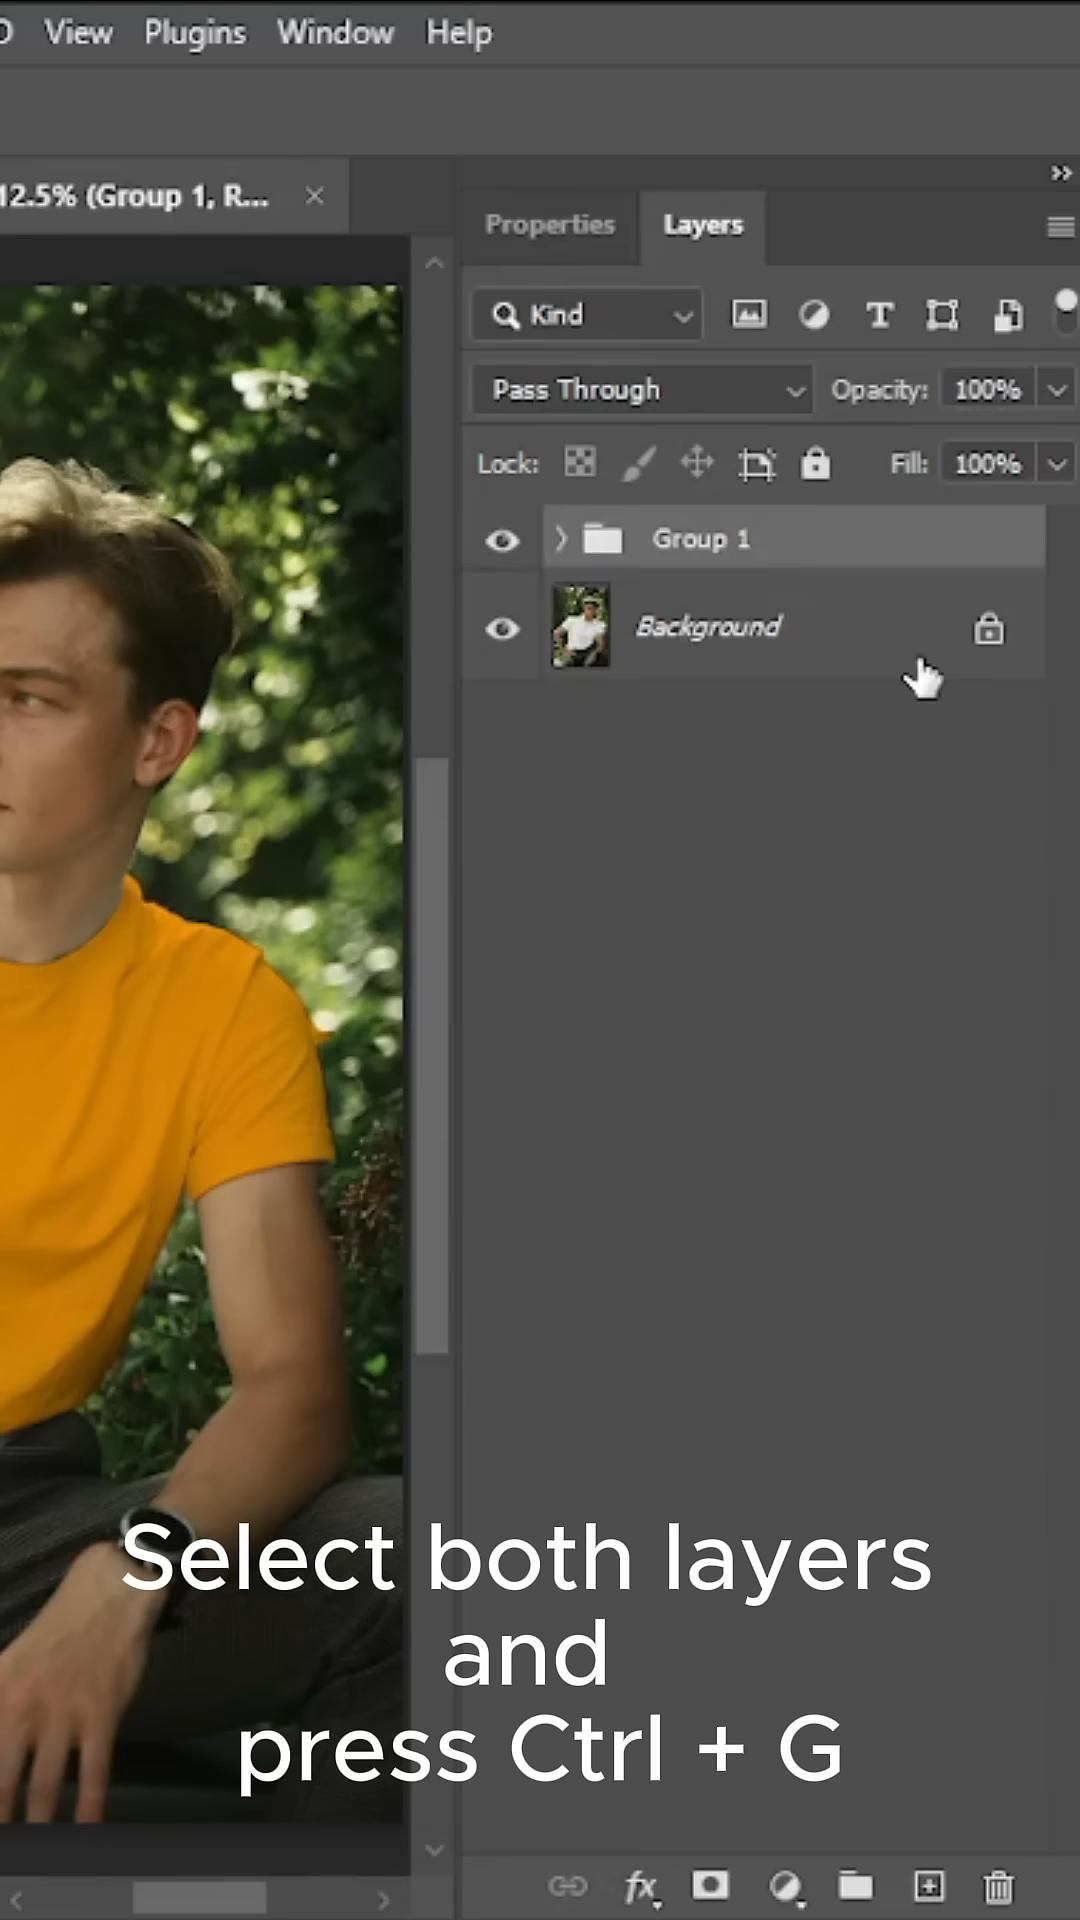 View Plugins Window Help
12.5% (Group 1, R...
Properties Layers
Kind
Pass Through Opacity: 100%
Lock: Fill: 100%
Group 1
Background
Select both layers
and
press Ctrl + G
fx